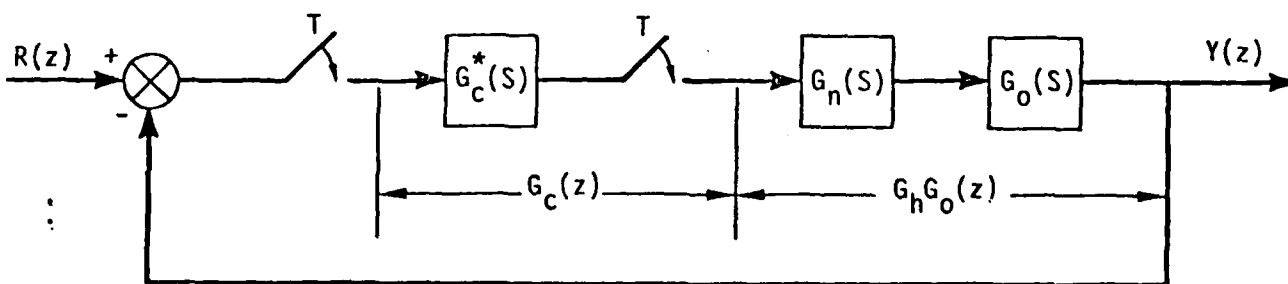 T
T
R(z)
+
-
G*c(S)
Gn(S)
Go(S)
Y(z)
Gc(z)
GhGo(z)